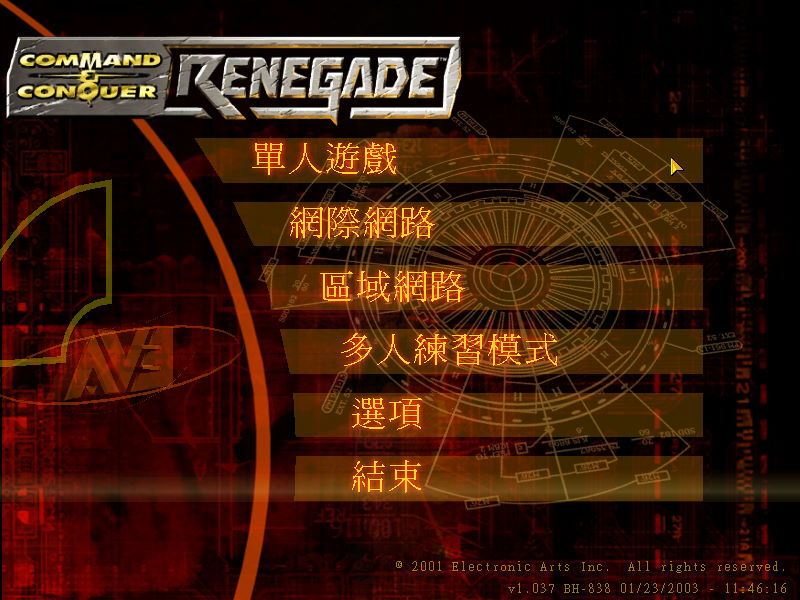 COMMAND & CONQUER RENEGADE™
單人遊戲
網際網路
區域網路
多人練習模式
選項
結束
© 2001 Electronic Arts Inc. All rights reserved.
v1.037 BH-838 01/23/2003 - 11:46:16